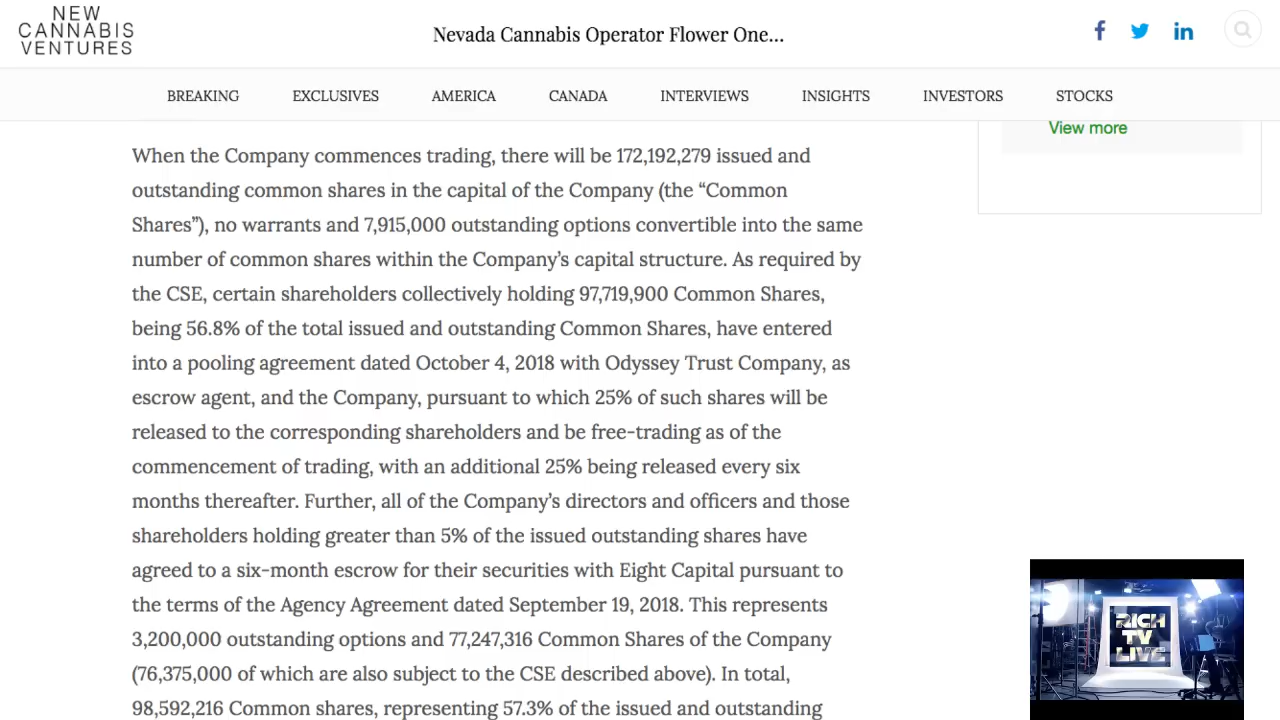 NEW
CANNABIS
VENTURES
Nevada Cannabis Operator Flower One...
BREAKING
EXCLUSIVES
AMERICA
CANADA
INTERVIEWS
INSIGHTS
INVESTORS
STOCKS
View more
When the Company commences trading, there will be 172,192,279 issued and
outstanding common shares in the capital of the Company (the “Common
Shares”), no warrants and 7,915,000 outstanding options convertible into the same
number of common shares within the Company’s capital structure. As required by
the CSE, certain shareholders collectively holding 97,719,900 Common Shares,
being 56.8% of the total issued and outstanding Common Shares, have entered
into a pooling agreement dated October 4, 2018 with Odyssey Trust Company, as
escrow agent, and the Company, pursuant to which 25% of such shares will be
released to the corresponding shareholders and be free-trading as of the
commencement of trading, with an additional 25% being released every six
months thereafter. Further, all of the Company’s directors and officers and those
shareholders holding greater than 5% of the issued outstanding shares have
agreed to a six-month escrow for their securities with Eight Capital pursuant to
the terms of the Agency Agreement dated September 19, 2018. This represents
3,200,000 outstanding options and 77,247,316 Common Shares of the Company
(76,375,000 of which are also subject to the CSE described above). In total,
98,592,216 Common shares, representing 57.3% of the issued and outstanding
RICH
TV
LIVE